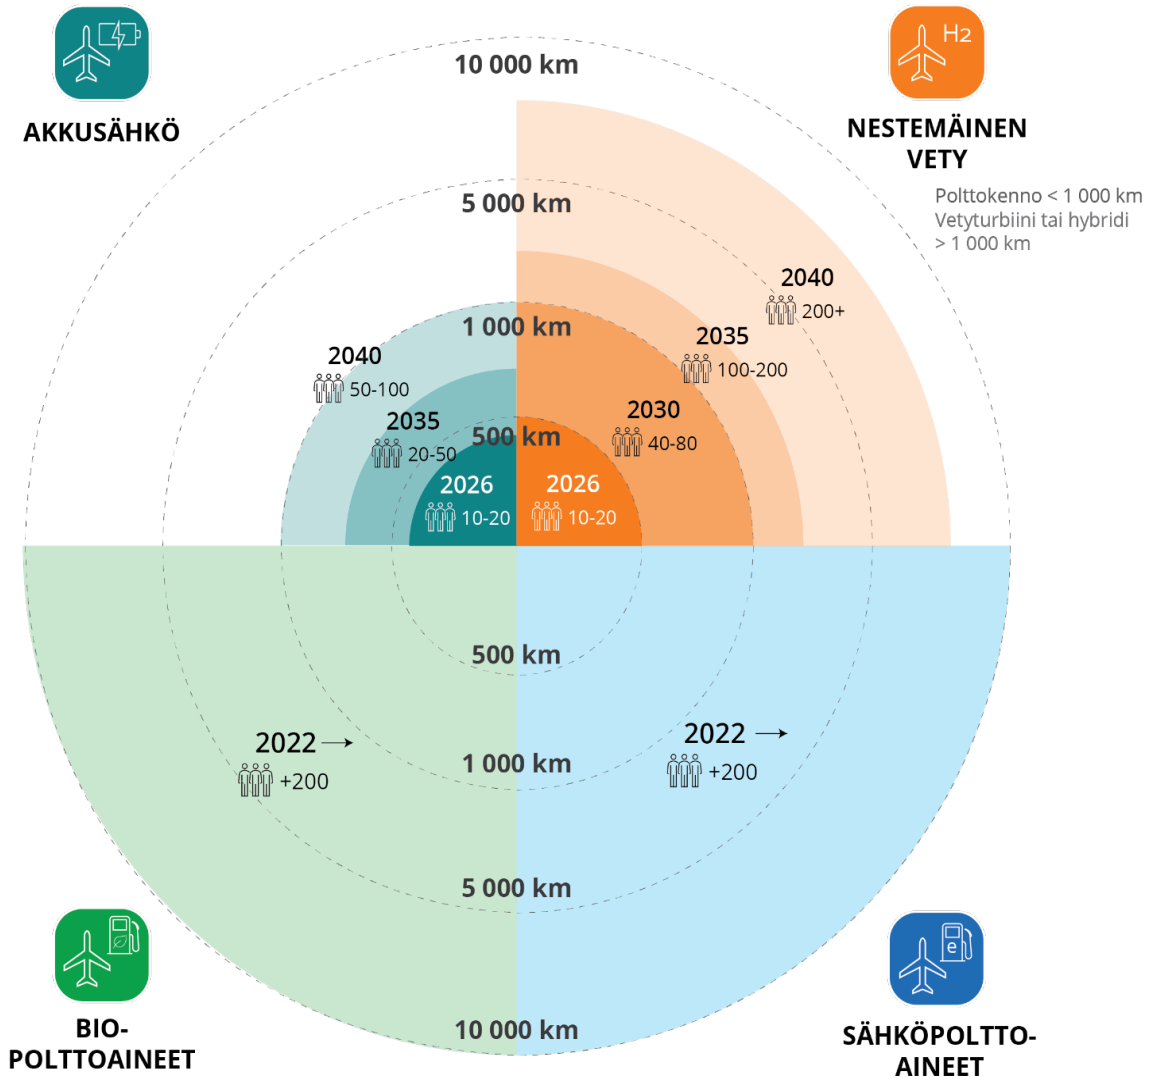 H2
AKKUSÄHKÖ
NESTEMÄINEN
VETY
Polttokenno < 1 000 km
Vetyturbiini tai hybridi
> 1 000 km
10 000 km
5 000 km
1 000 km
500 km
2040
50-100
2035
20-50
2026
10-20
2040
200+
2035
100-200
2030
40-80
2026
10-20
500 km
1 000 km
5 000 km
10 000 km
2022
+200
2022
+200
BIO-
POLTTOAINEET
e
SÄHKÖPOLTTO-
AINEET